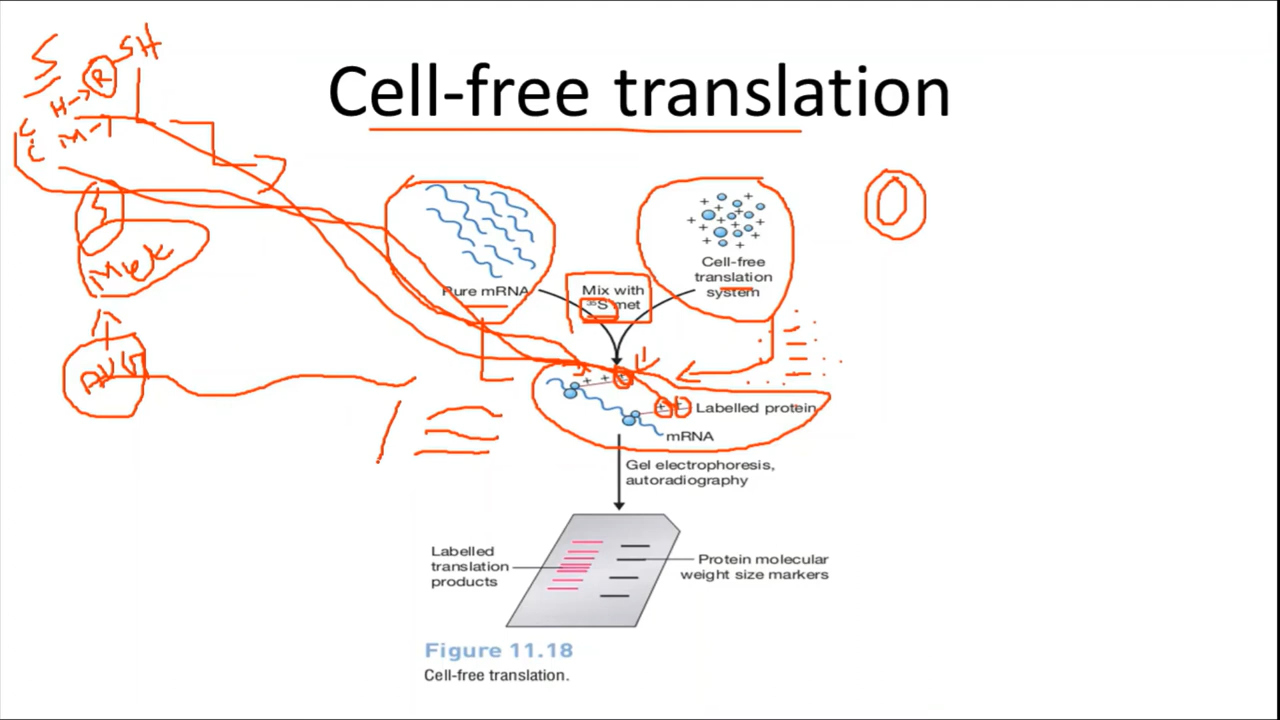 S
R SH
Cell-free translation
Pure mRNA
Mix with
³⁵S met
Cell-free
translation
system
AUG
Labelled protein
mRNA
Gel electrophoresis,
autoradiography
Labelled
translation
products
Protein molecular
weight size markers
Figure 11.18
Cell-free translation.